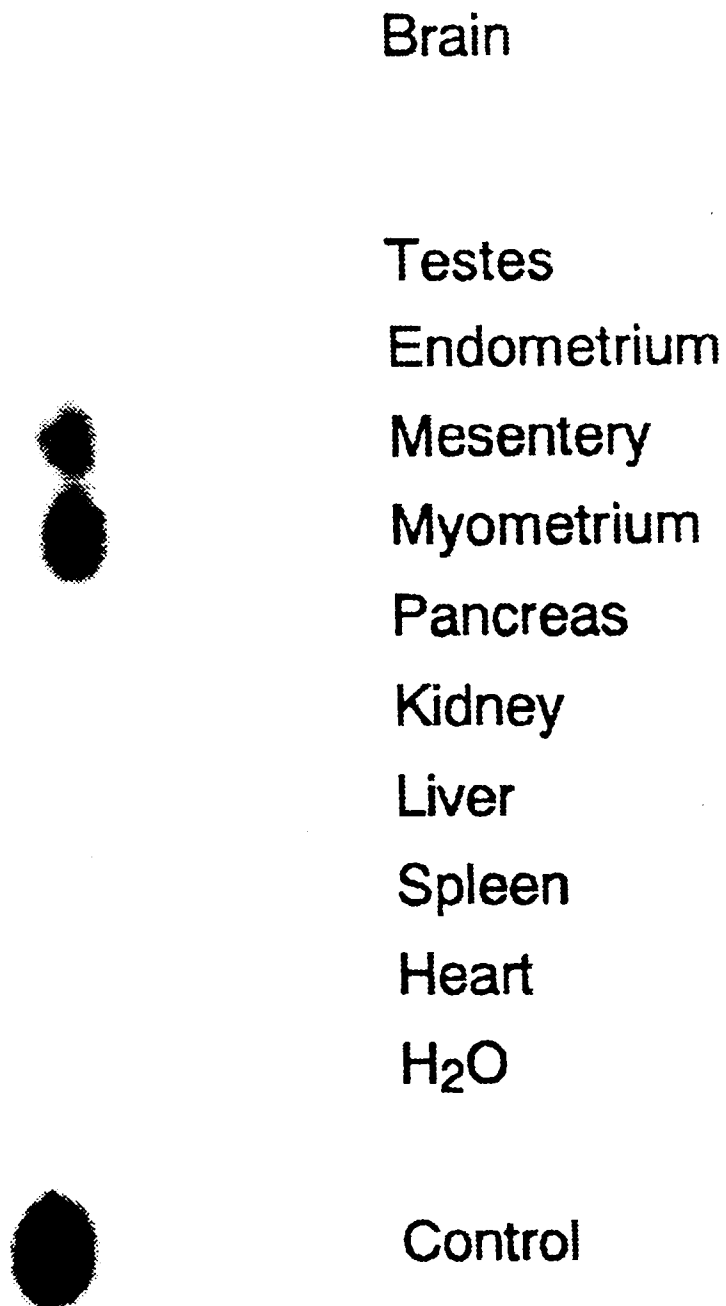 Brain
Testes
Endometrium
Mesentery
Myometrium
Pancreas
Kidney
Liver
Spleen
Heart
H₂O
Control